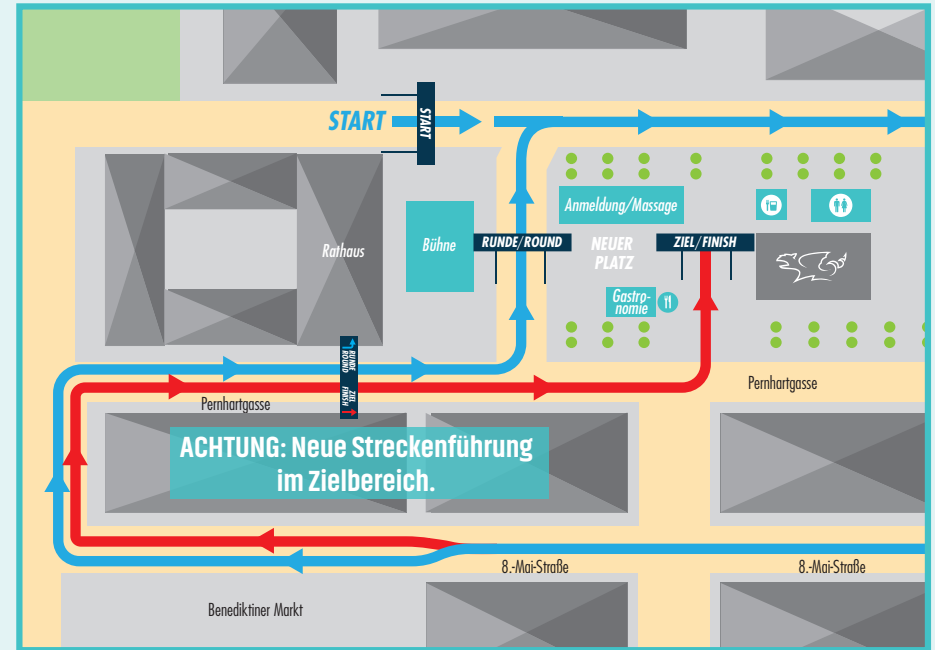 START
START
Anmeldung/Massage
Rathaus
Bühne
RUNDE/ROUND
NEUER
PLATZ
ZIEL/FINISH
Gastro-
nomie
RUNDE
ROUND
ZIEL
FINISH
Pernhartgasse
Pernhartgasse
ACHTUNG: Neue Streckenführung
im Zielbereich.
8.-Mai-Straße
8.-Mai-Straße
Benediktiner Markt